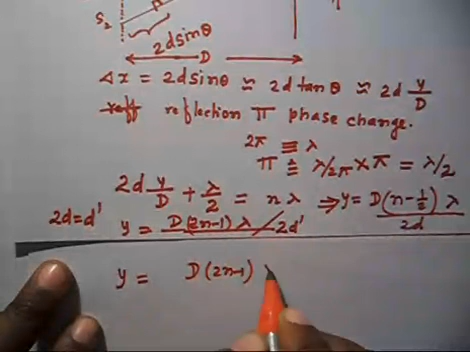 S2
2dsinθ
D
Δx = 2dsinθ ≃ 2d tanθ ≃ 2d y/D
reflection π phase change.
2π ≡ λ
π ≙ λ/2π × π = λ/2
2d y/D + λ/2 = nλ ⇒ y = D(n-1/2)λ/2d
2d=d' y = D(2n-1)λ/2d'
y = D(2n-1)